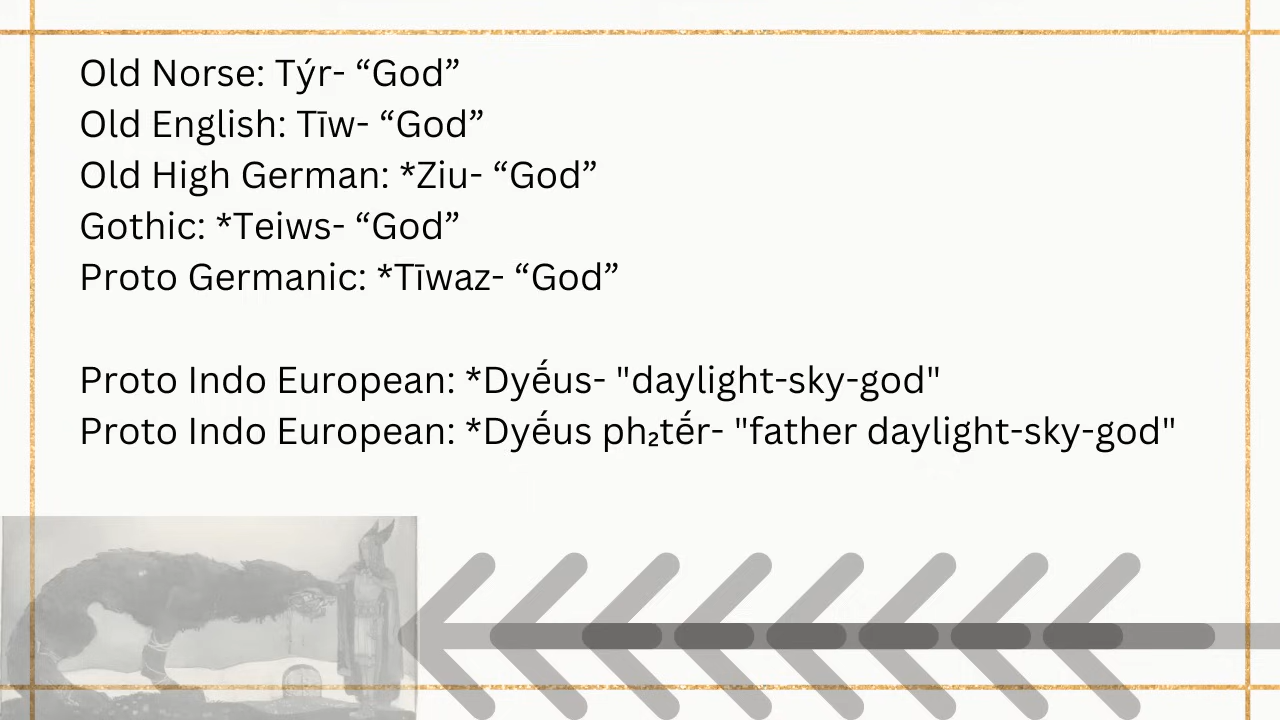 Old Norse: Týr- “God”
Old English: Tīw- “God”
Old High German: *Ziu- “God”
Gothic: *Teiws- “God”
Proto Germanic: *Tīwaz- “God”
Proto Indo European: *Dyḗus- "daylight-sky-god"
Proto Indo European: *Dyḗus ph₂tḗr- "father daylight-sky-god"